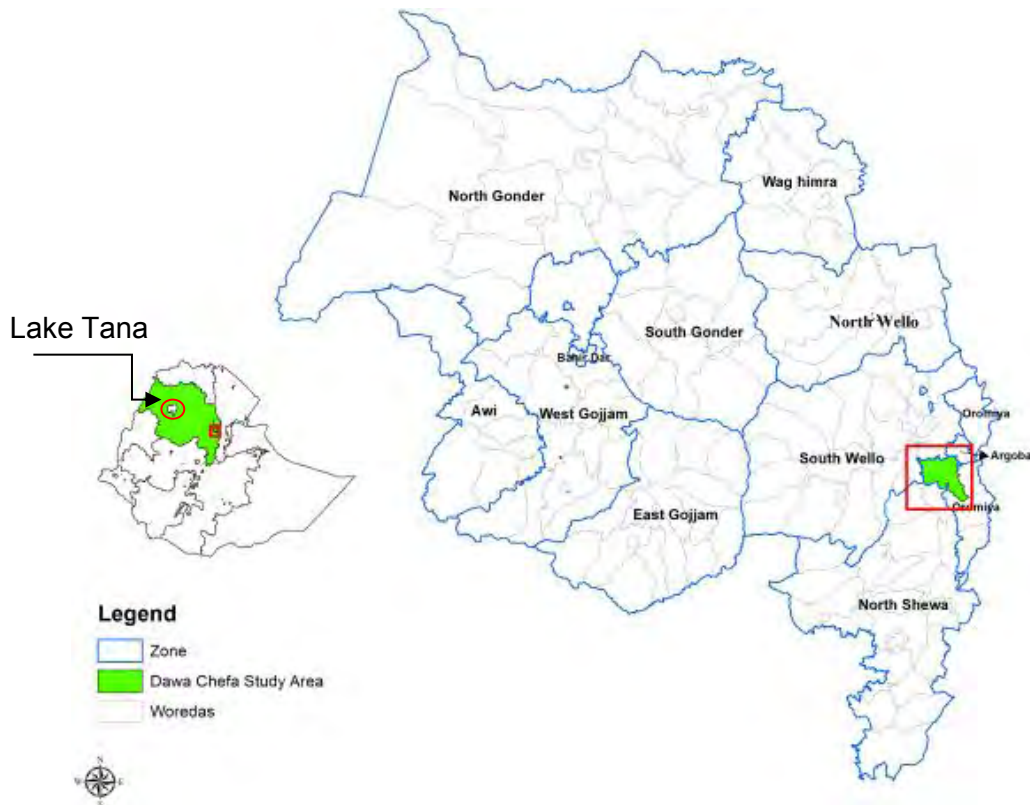 North Gonder
Wag himra
Lake Tana
South Gonder
North Wello
Bahir Dar
Awi
West Gojjam
Oromiya
South Wello
Argoba
East Gojjam
Oromiya
North Shewa
Legend
Zone
Dawa Chefa Study Area
Woredas
N
W
E
S